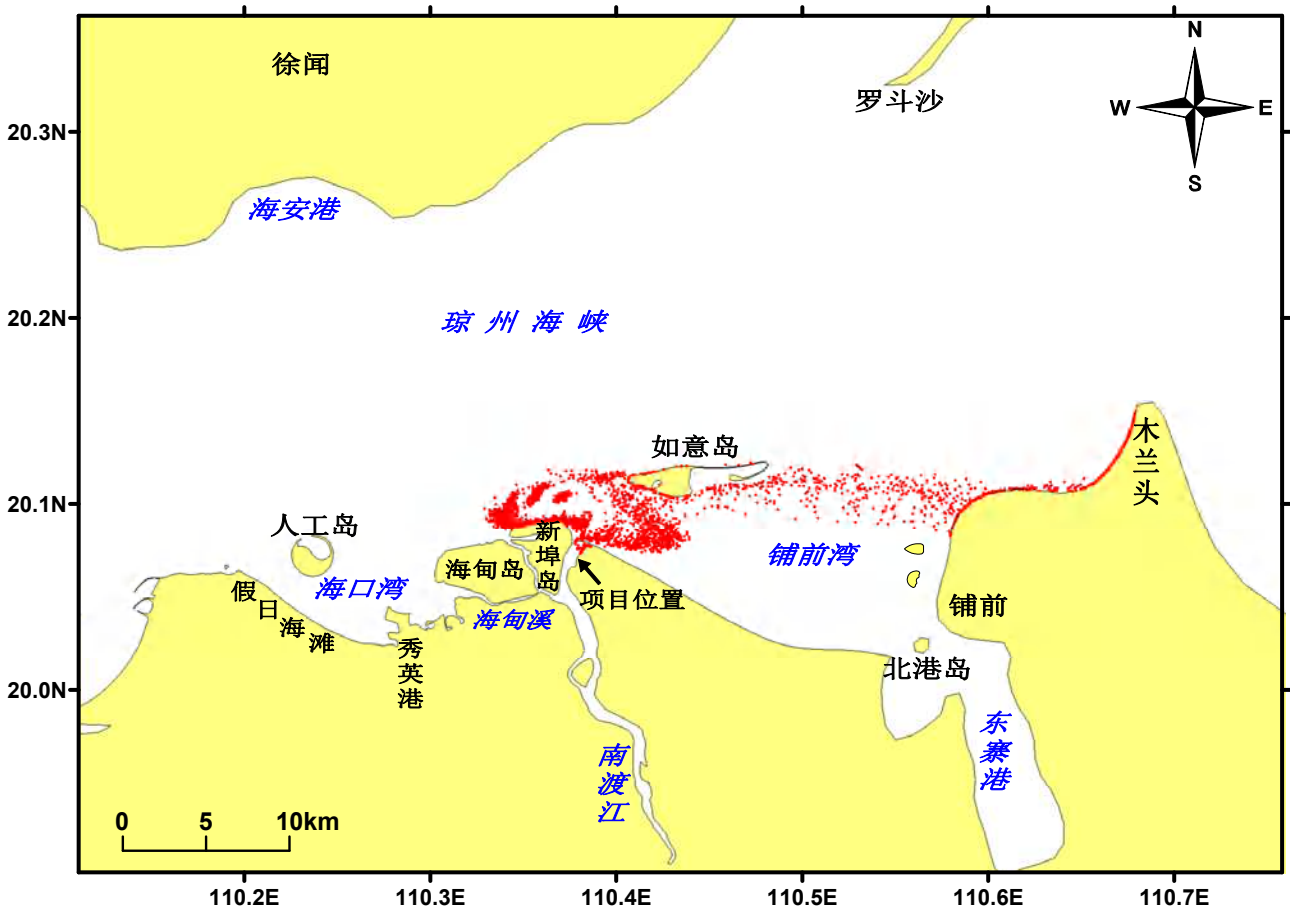 徐闻
罗斗沙
N
W
E
S
20.3N
海安港
琼州海峡
20.2N
木兰头
如意岛
20.1N
人工岛
新埠岛
铺前湾
海甸岛
海口湾
项目位置
假日海滩
海甸溪
铺前
秀英港
北港岛
20.0N
东寨港
南渡江
0 5 10km
110.2E 110.3E 110.4E 110.5E 110.6E 110.7E